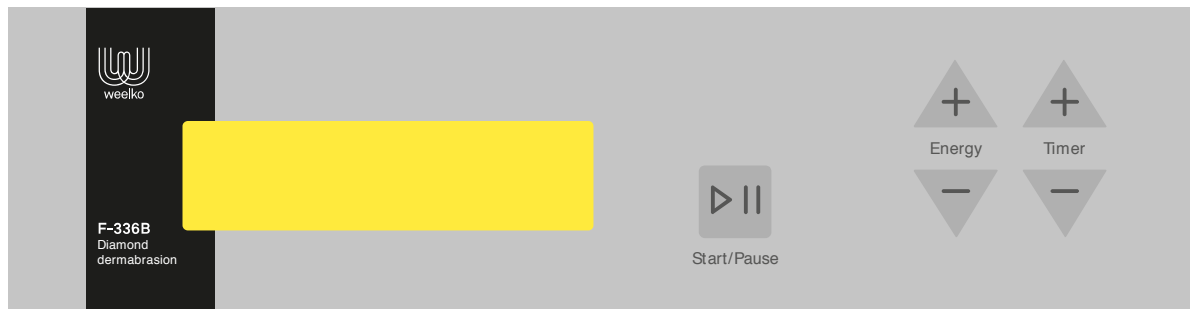 weelko
F-336B
Diamond
dermabrasion
Start/Pause
Energy
Timer